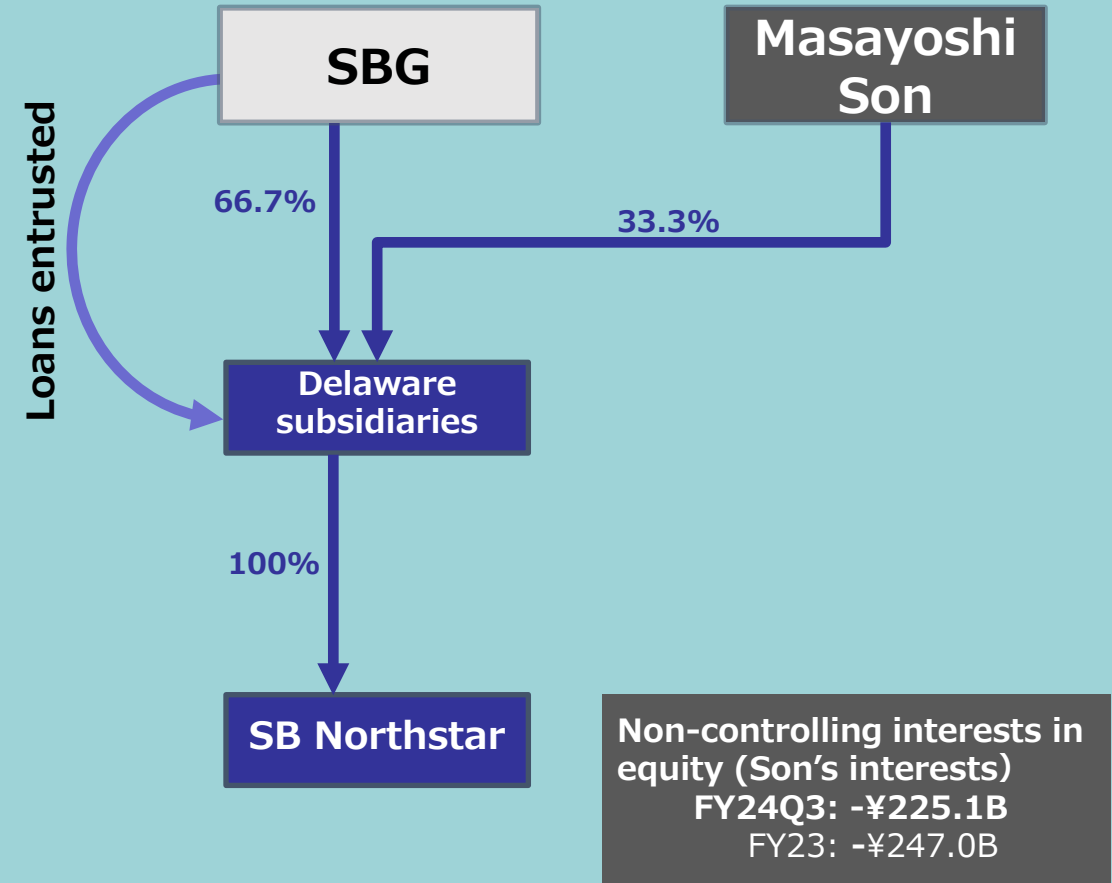 SBG
Masayoshi
Son
Loans entrusted
66.7%
33.3%
Delaware
subsidiaries
100%
SB Northstar
Non-controlling interests in
equity (Son’s interests）
FY24Q3: -¥225.1B
FY23: -¥247.0B